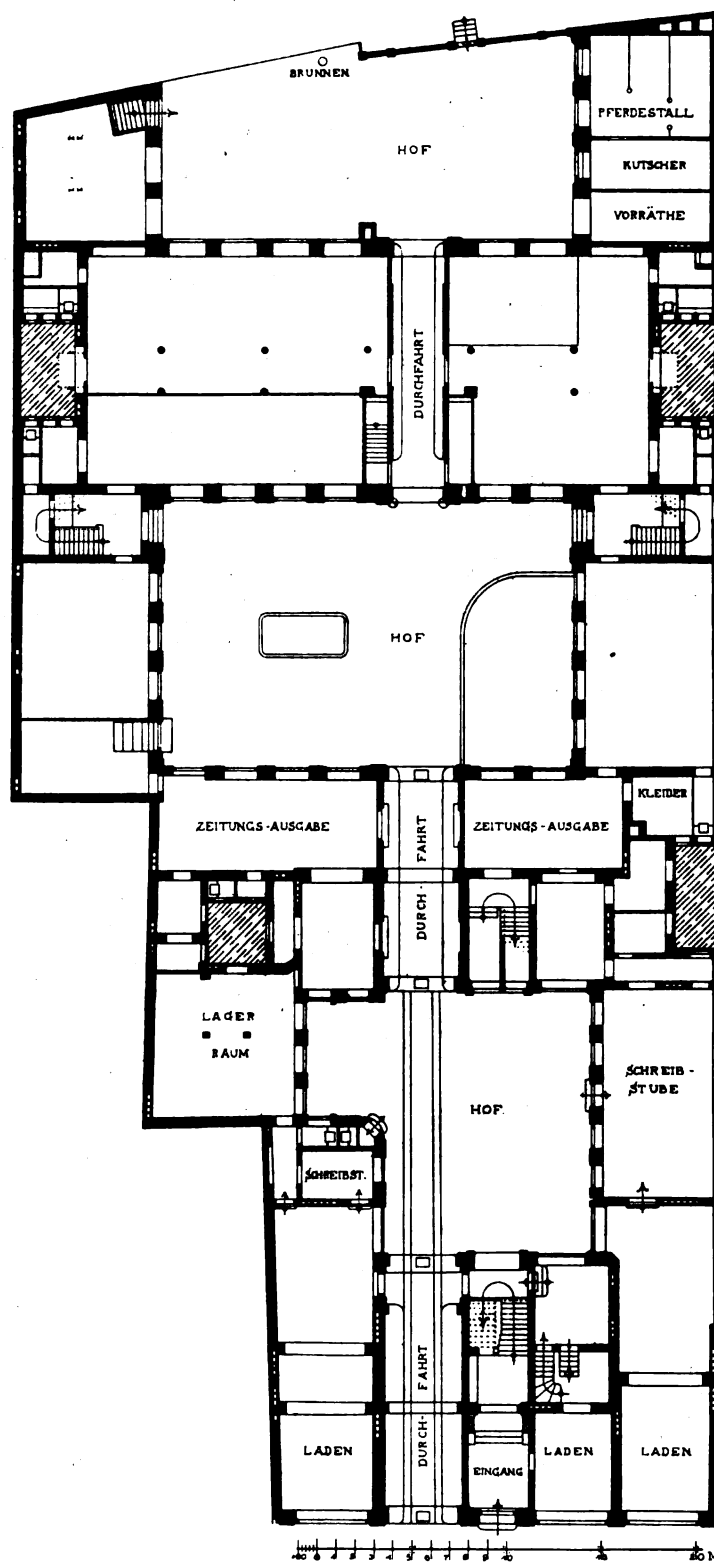 BRUNNEN
PFERDESTALL
HOF
KUTSCHER
VORRÄTHE
DURCHFAHRT
HOF
KLEIDER
ZEITUNGS-AUSGABE
ZEITUNGS-AUSGABE
DURCH-FAHRT
LAGER
RAUM
SCHREIB-
STUBE
HOF.
SCHREIBST.
DURCH-FAHRT
LADEN
EINGANG
LADEN
LADEN